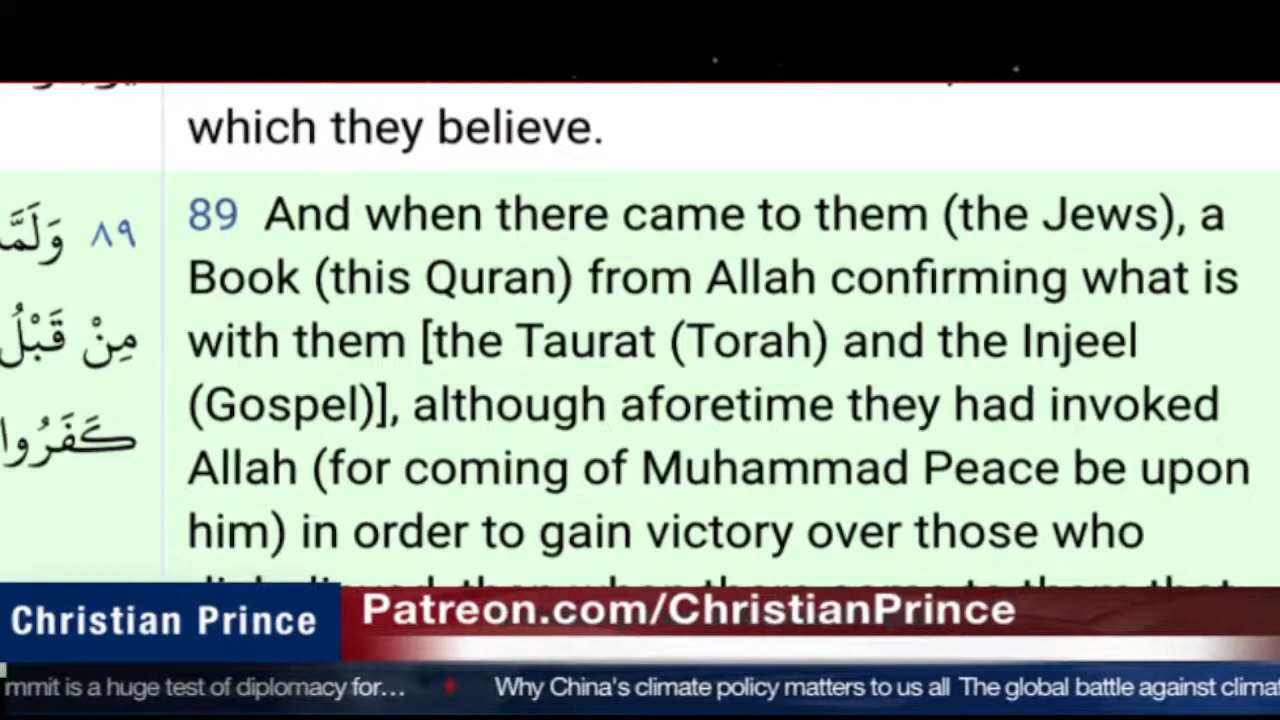 which they believe.
89 And when there came to them (the Jews), a
Book (this Quran) from Allah confirming what is
with them [the Taurat (Torah) and the Injeel
(Gospel)], although aforetime they had invoked
Allah (for coming of Muhammad Peace be upon
him) in order to gain victory over those who
٨٩ وَلَمَّا
مِنْ قَبْلُ
كَفَرُوا
Christian Prince
Patreon.com/ChristianPrince
mmit is a huge test of diplomacy for… ♦ Why China's climate policy matters to us all The global battle against climat